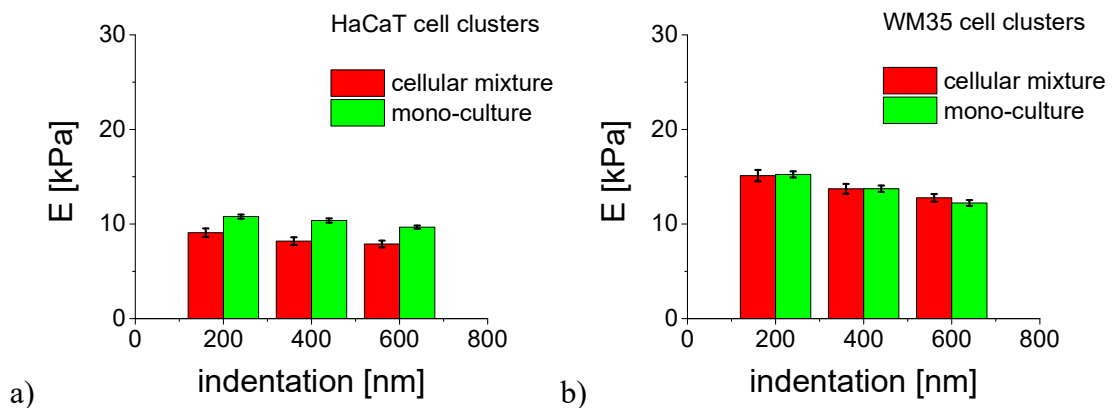 HaCaT cell clusters
cellular mixture
mono-culture
E [kPa]
30
20
10
0
0 200 400 600 800
indentation [nm]
a)
WM35 cell clusters
cellular mixture
mono-culture
E [kPa]
30
20
10
0
0 200 400 600 800
indentation [nm]
b)